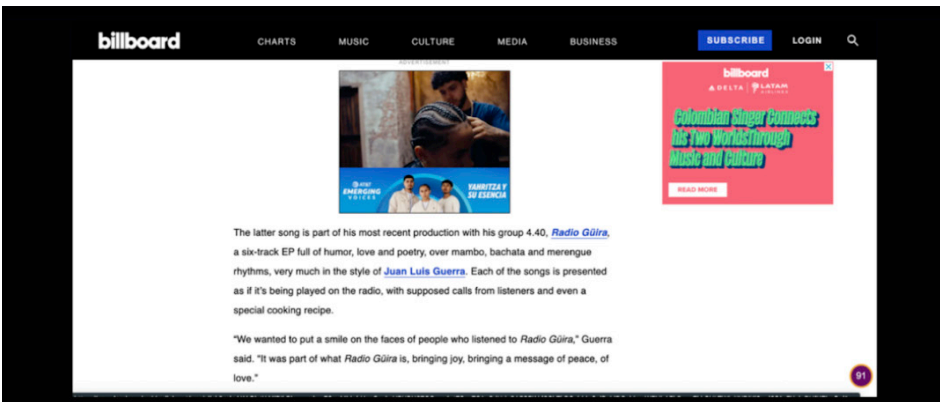 billboard
CHARTS MUSIC CULTURE MEDIA BUSINESS SUBSCRIBE LOGIN
ADVERTISEMENT
AT&T
EMERGING
VOICES
YAHRITZA Y
SU ESENCIA
billboard
DELTA LATAM
AIRLINES
Colombian Singer Connects
his Two Worlds Through
Music and Culture
READ MORE
The latter song is part of his most recent production with his group 4.40, Radio Güira,
a six-track EP full of humor, love and poetry, over mambo, bachata and merengue
rhythms, very much in the style of Juan Luis Guerra. Each of the songs is presented
as if it's being played on the radio, with supposed calls from listeners and even a
special cooking recipe.
“We wanted to put a smile on the faces of people who listened to Radio Güira,” Guerra
said. “It was part of what Radio Güira is, bringing joy, bringing a message of peace, of
love.”
91